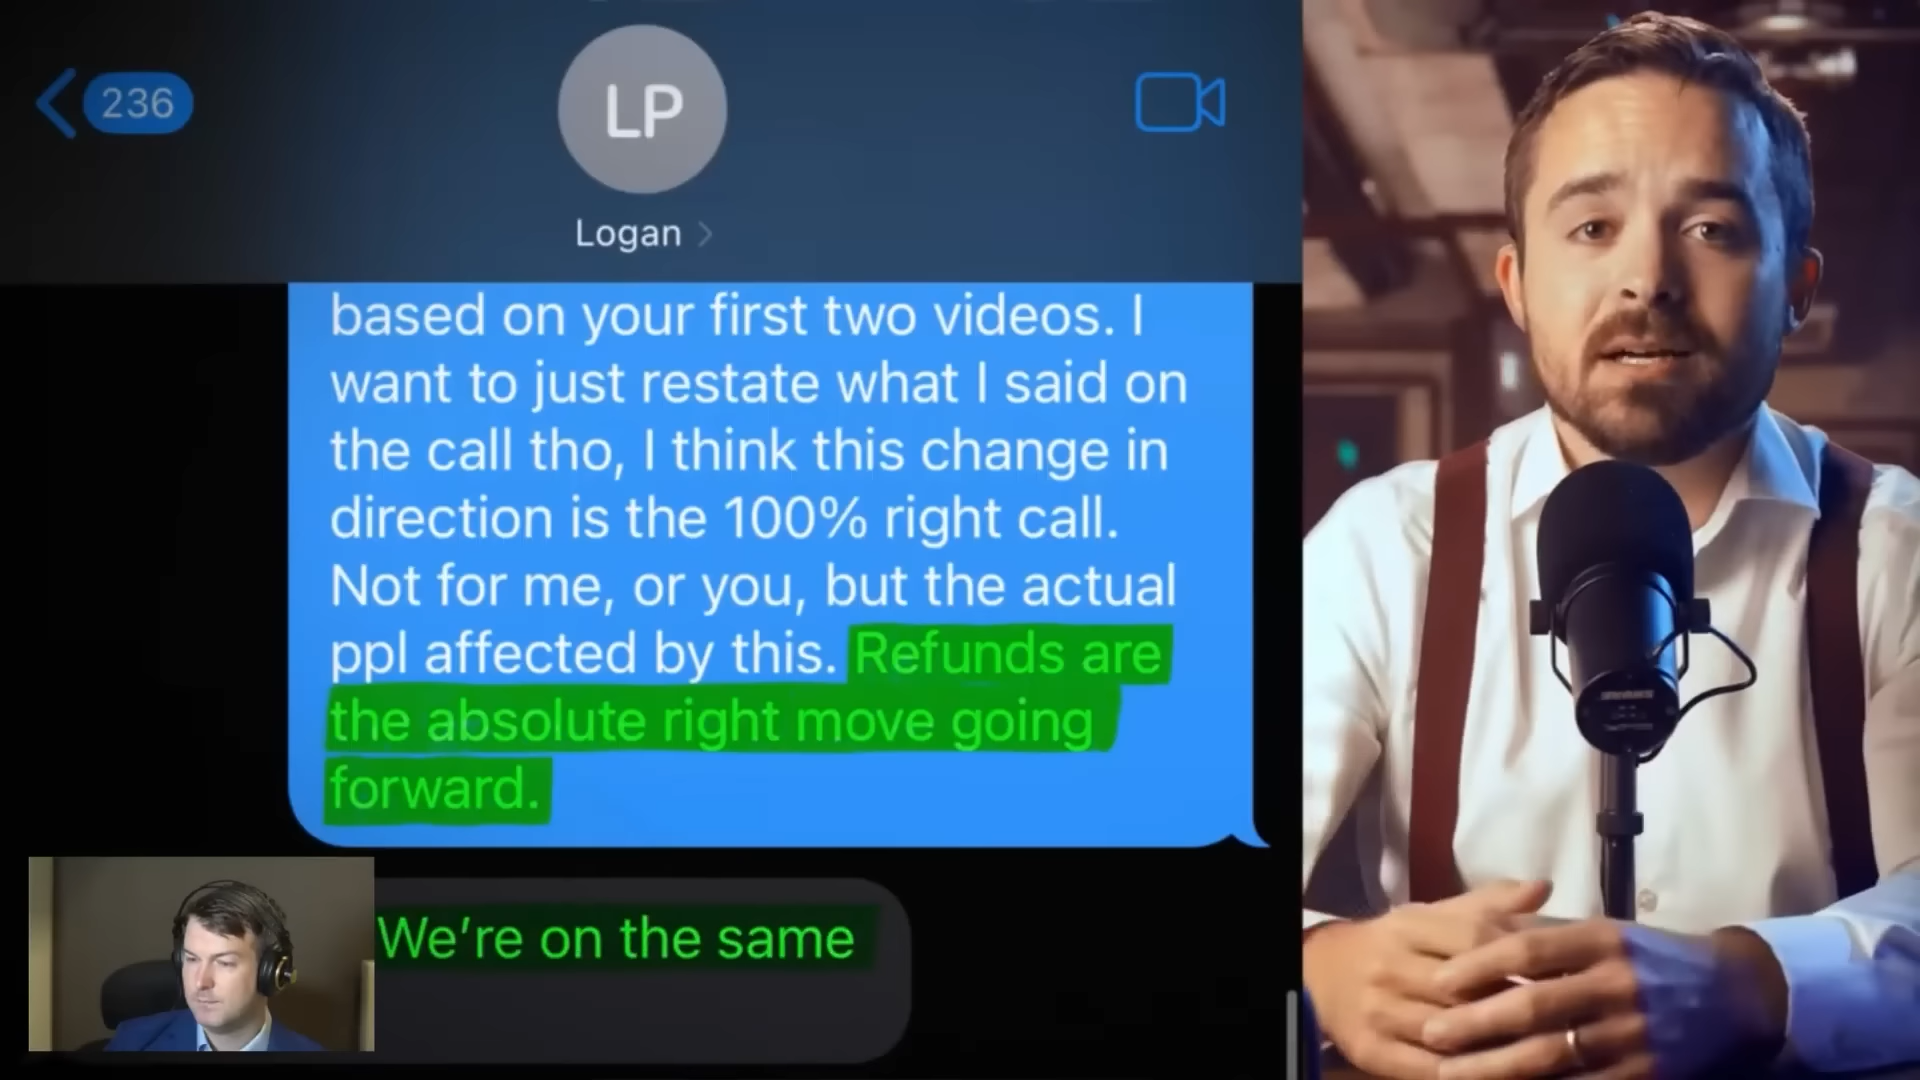 236
LP
Logan
based on your first two videos. I
want to just restate what I said on
the call tho, I think this change in
direction is the 100% right call.
Not for me, or you, but the actual
ppl affected by this. Refunds are
the absolute right move going
forward.
We're on the same